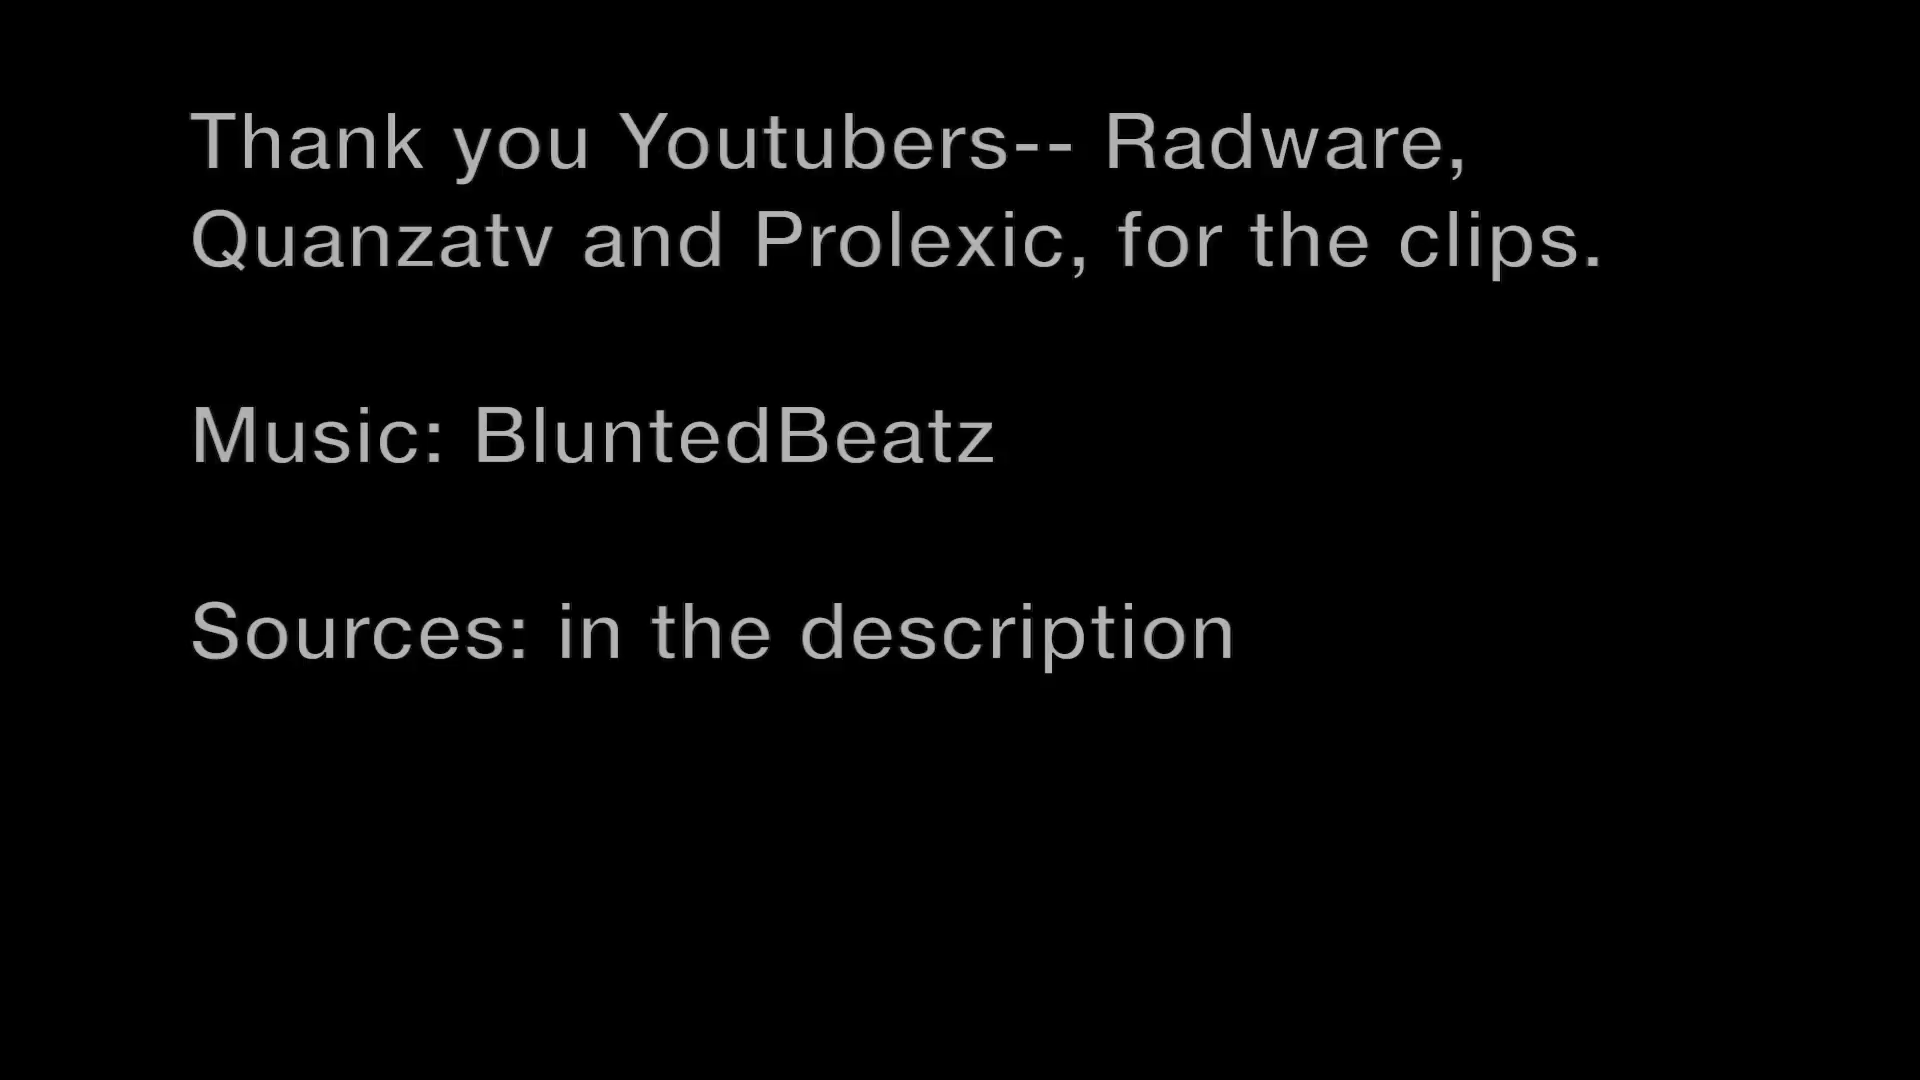 Thank you Youtubers-- Radware,
Quanzatv and Prolexic, for the clips.
Music: BluntedBeatz
Sources: in the description